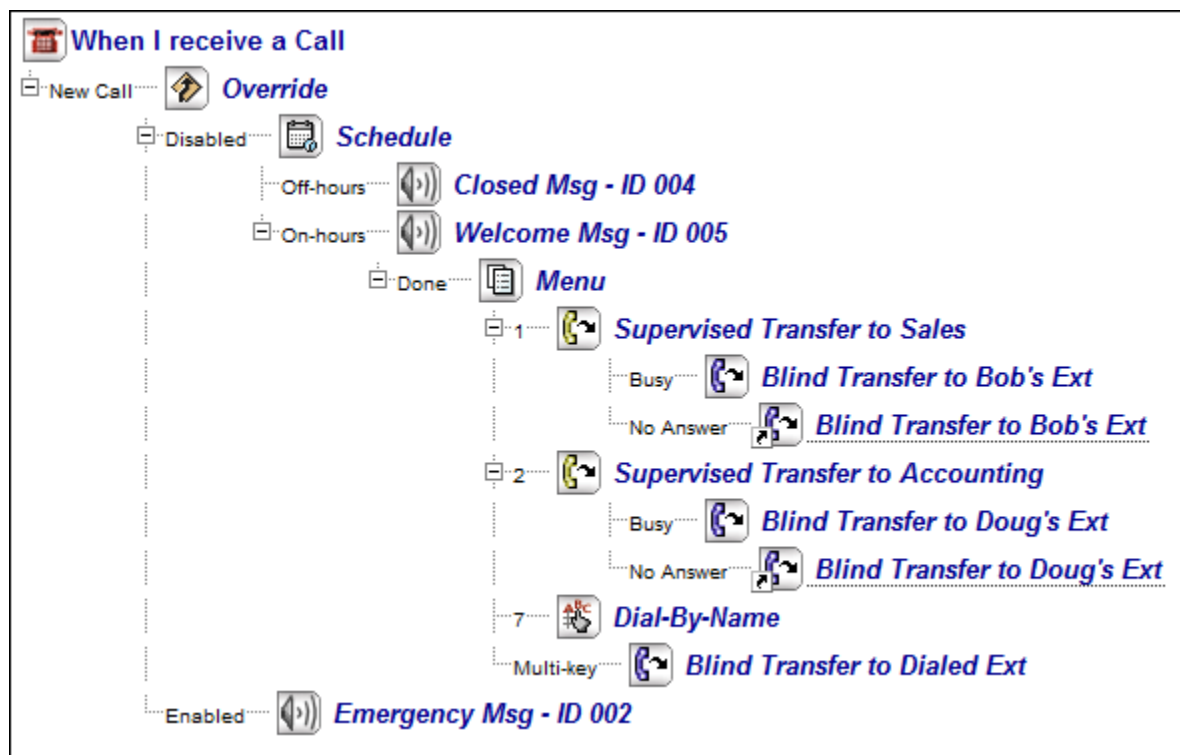 When I receive a Call
New Call Override
Disabled Schedule
Off-hours Closed Msg - ID 004
On-hours Welcome Msg - ID 005
Done Menu
1 Supervised Transfer to Sales
Busy Blind Transfer to Bob's Ext
No Answer Blind Transfer to Bob's Ext
2 Supervised Transfer to Accounting
Busy Blind Transfer to Doug's Ext
No Answer Blind Transfer to Doug's Ext
7 Dial-By-Name
Multi-key Blind Transfer to Dialed Ext
Enabled Emergency Msg - ID 002